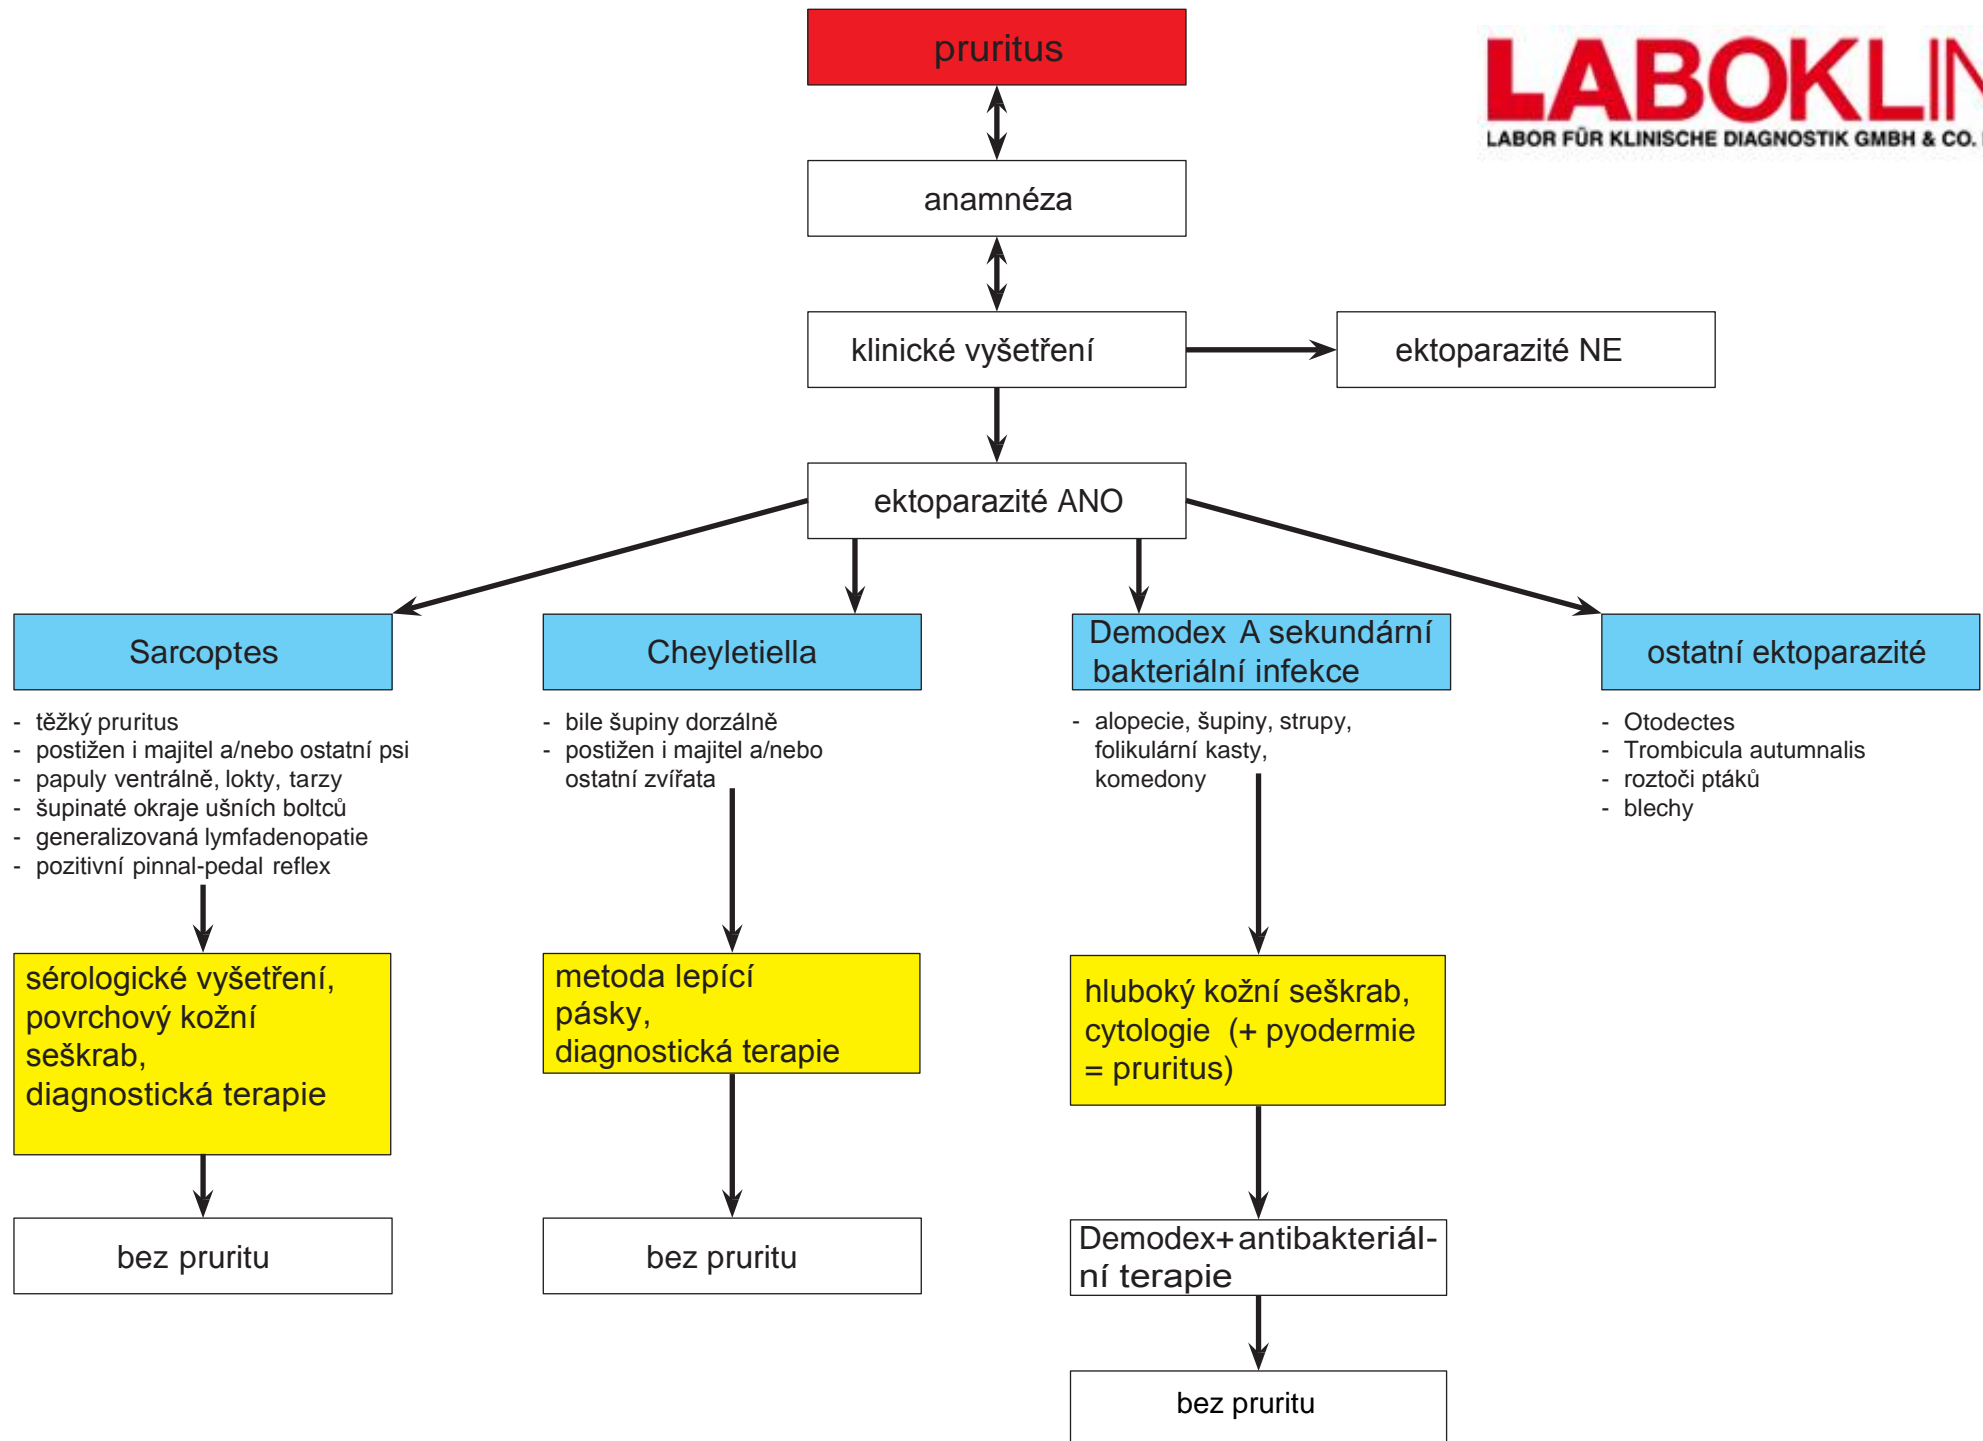 pruritus
LABOKLIN
LABOR FÜR KLINISCHE DIAGNOSTIK GMBH & CO.
anamnéza
klinické vyšetření
ektoparazité NE
ektoparazité ANO
Sarcoptes
- těžký pruritus
- postižen i majitel a/nebo ostatní psi
- papuly ventrálně, lokty, tarzy
- šupinaté okraje ušních boltců
- generalizovaná lymfadenopatie
- pozitivní pinnal-pedal reflex
sérologické vyšetření,
povrchový kožní
seškrab,
diagnostická terapie
bez pruritu
Cheyletiella
- bile šupiny dorzálně
- postižen i majitel a/nebo
ostatní zvířata
metoda lepící
pásky,
diagnostická terapie
bez pruritu
Demodex A sekundární
bakteriální infekce
- alopecie, šupiny, strupy,
folikulární kasty,
komedony
hluboký kožní seškrab,
cytologie (+ pyodermie
= pruritus)
Demodex+antibakteriál-
ní terapie
bez pruritu
ostatní ektoparazité
- Otodectes
- Trombicula autumnalis
- roztoči ptáků
- blechy